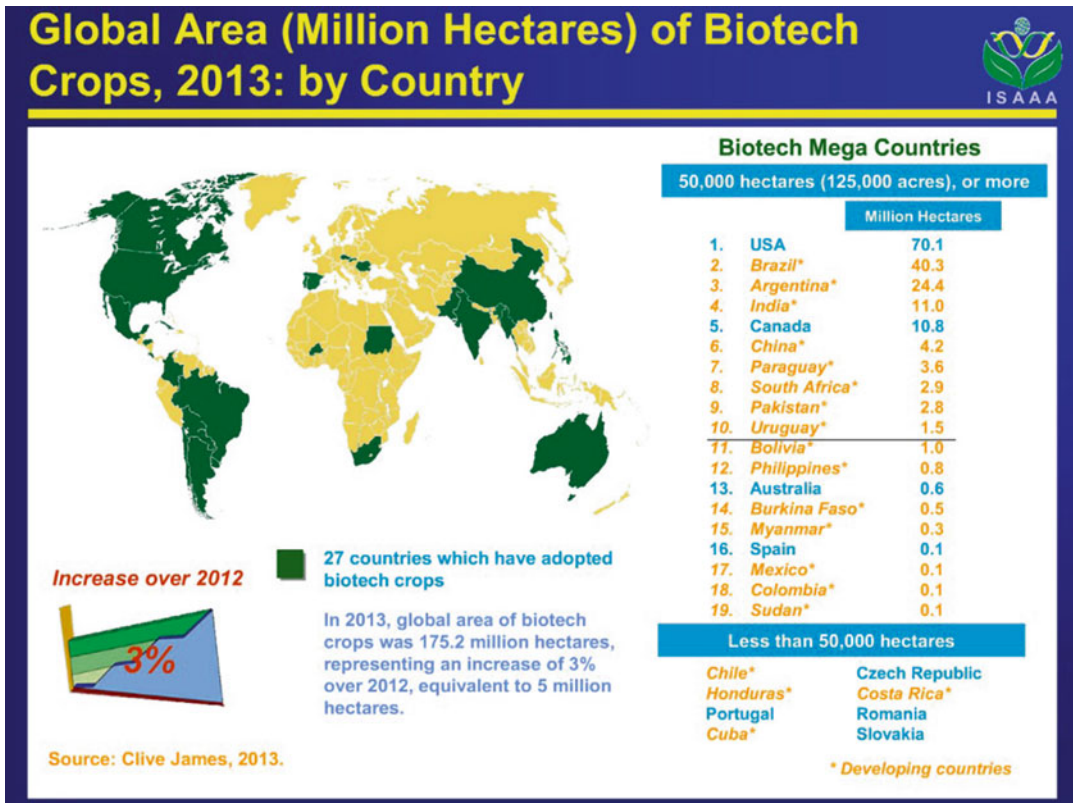 Global Area (Million Hectares) of Biotech
Crops, 2013: by Country
ISAAA
Biotech Mega Countries
50,000 hectares (125,000 acres), or more
Million Hectares
1. USA 70.1
2. Brazil* 40.3
3. Argentina* 24.4
4. India* 11.0
5. Canada 10.8
6. China* 4.2
7. Paraguay* 3.6
8. South Africa* 2.9
9. Pakistan* 2.8
10. Uruguay* 1.5
11. Bolivia* 1.0
12. Philippines* 0.8
13. Australia 0.6
14. Burkina Faso* 0.5
15. Myanmar* 0.3
16. Spain 0.1
17. Mexico* 0.1
18. Colombia* 0.1
19. Sudan* 0.1
Less than 50,000 hectares
Chile* Czech Republic
Honduras* Costa Rica*
Portugal Romania
Cuba* Slovakia
* Developing countries
27 countries which have adopted
biotech crops
In 2013, global area of biotech
crops was 175.2 million hectares,
representing an increase of 3%
over 2012, equivalent to 5 million
hectares.
Increase over 2012
3%
Source: Clive James, 2013.